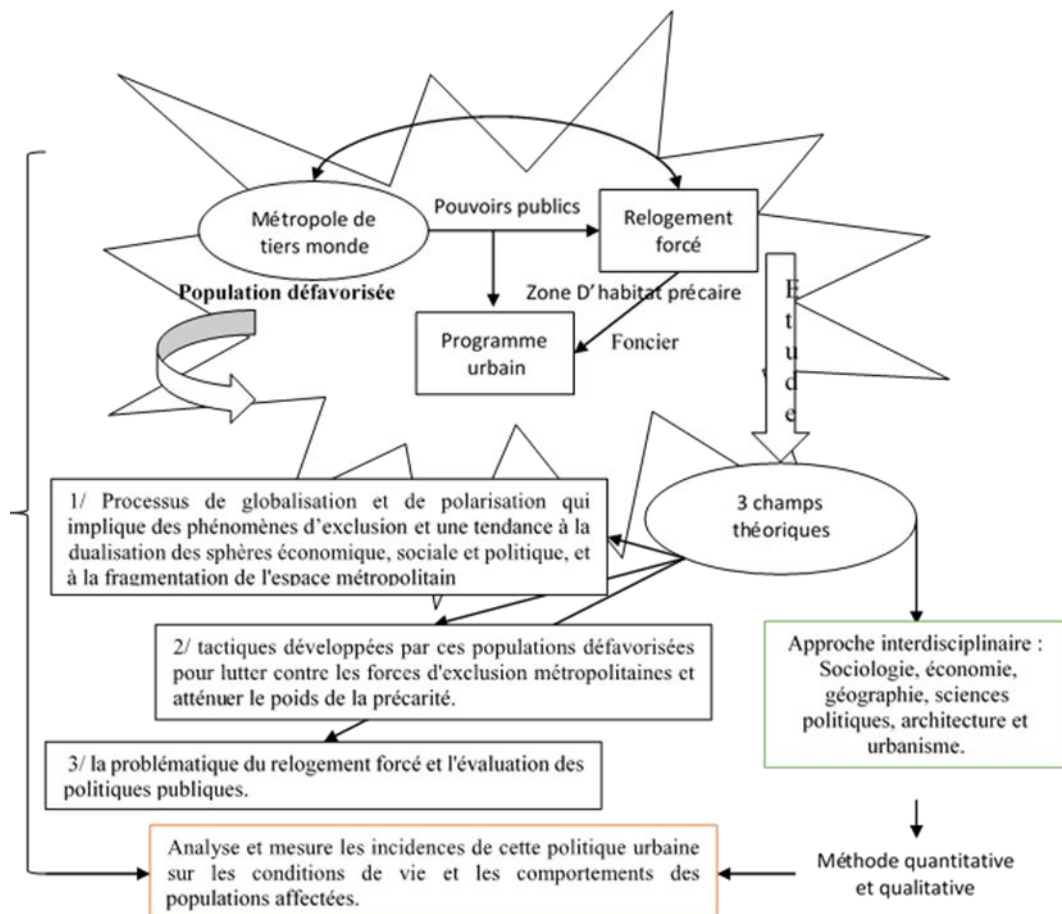 Métropole de
tiers monde
Pouvoirs publics
Relogement
forcé
Population défavorisée
Zone D'habitat précaire
Programme
urbain
Foncier
Etude
3 champs
théoriques
1/ Processus de globalisation et de polarisation qui
implique des phénomènes d'exclusion et une tendance à la
dualisation des sphères économique, sociale et politique, et
à la fragmentation de l'espace métropolitain
2/ tactiques développées par ces populations défavorisées
pour lutter contre les forces d'exclusion métropolitaines et
atténuer le poids de la précarité.
3/ la problématique du relogement forcé et l'évaluation des
politiques publiques.
Approche interdisciplinaire :
Sociologie, économie,
géographie, sciences
politiques, architecture et
urbanisme.
Méthode quantitative
et qualitative
Analyse et mesure les incidences de cette politique urbaine
sur les conditions de vie et les comportements des
populations affectées.